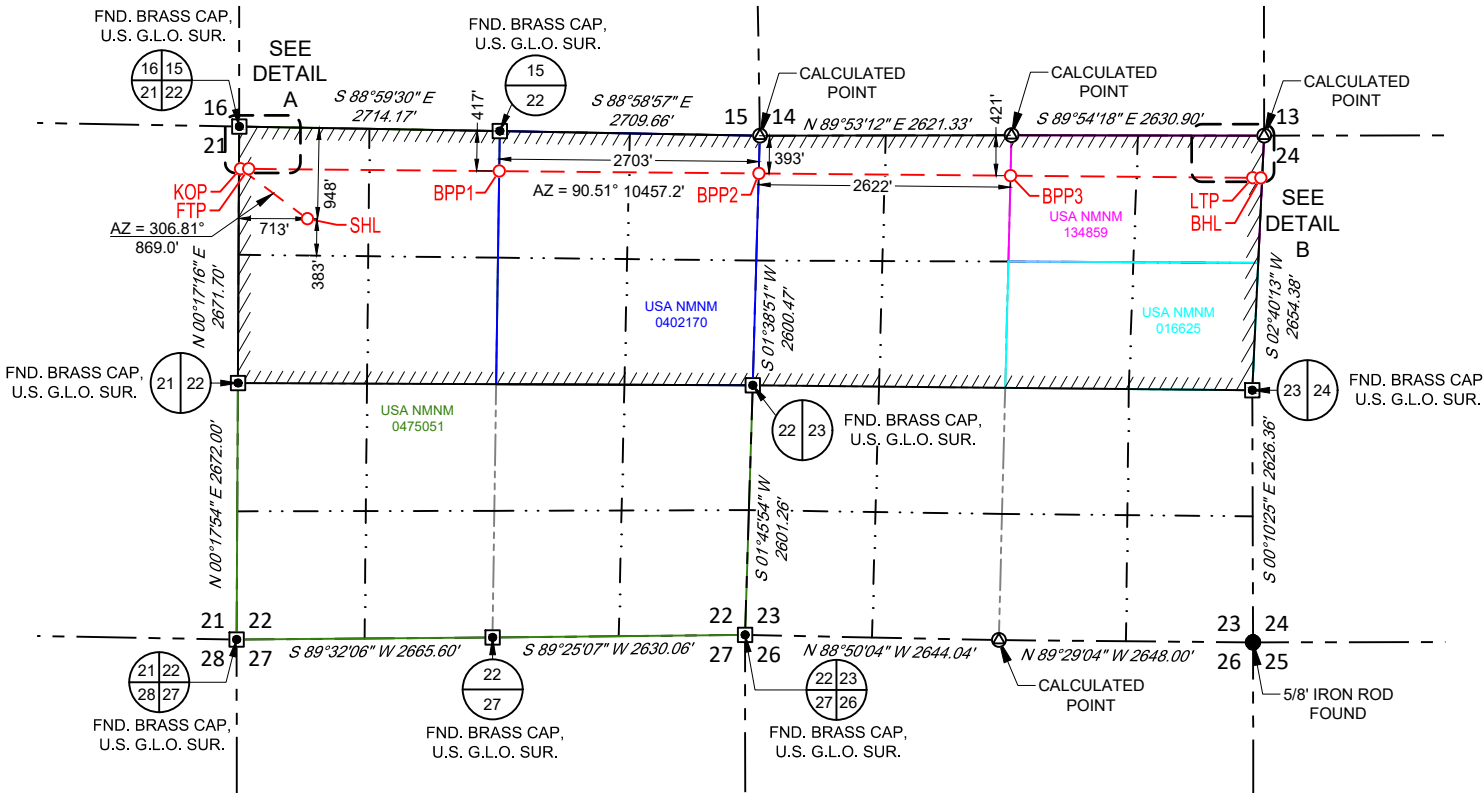 FND. BRASS CAP,
U.S. G.L.O. SUR.
16 15
21 22
SEE
DETAIL
A
FND. BRASS CAP,
U.S. G.L.O. SUR.
15
22
CALCULATED
POINT
CALCULATED
POINT
CALCULATED
POINT
16
21
S 88°59'30" E
2714.17'
417'
S 88°58'57" E
2709.66'
15 14
N 89°53'12" E 2621.33'
421'
S 89°54'18" E 2630.90'
13
24
2703'
393'
KOP
FTP
948'
BPP1
AZ = 90.51° 10457.2'
BPP2
2622'
BPP3
LTP
BHL
SEE
DETAIL
B
AZ = 306.81°
869.0'
713'
SHL
383'
USA NMNM
134859
N 00°17'16" E
2671.70'
USA NMNM
0402170
S 01°38'51" W
2600.47'
USA NMNM
016625
S 02°40'13" W
2654.38'
FND. BRASS CAP,
U.S. G.L.O. SUR.
21 22
USA NMNM
0475051
22 23
FND. BRASS CAP,
U.S. G.L.O. SUR.
23 24
FND. BRASS CAP
U.S. G.L.O. SUR.
N 00°17'54" E 2672.00'
S 01°45'54" W
2601.26'
S 00°10'25" E 2626.36'
21 22
28 27
S 89°32'06" W 2665.60'
S 89°25'07" W 2630.06'
22 23
27 26
N 88°50'04" W 2644.04'
N 89°29'04" W 2648.00'
23 24
26 25
21 22
28 27
FND. BRASS CAP,
U.S. G.L.O. SUR.
22
27
FND. BRASS CAP,
U.S. G.L.O. SUR.
22 23
27 26
FND. BRASS CAP,
U.S. G.L.O. SUR.
CALCULATED
POINT
5/8' IRON ROD
FOUND